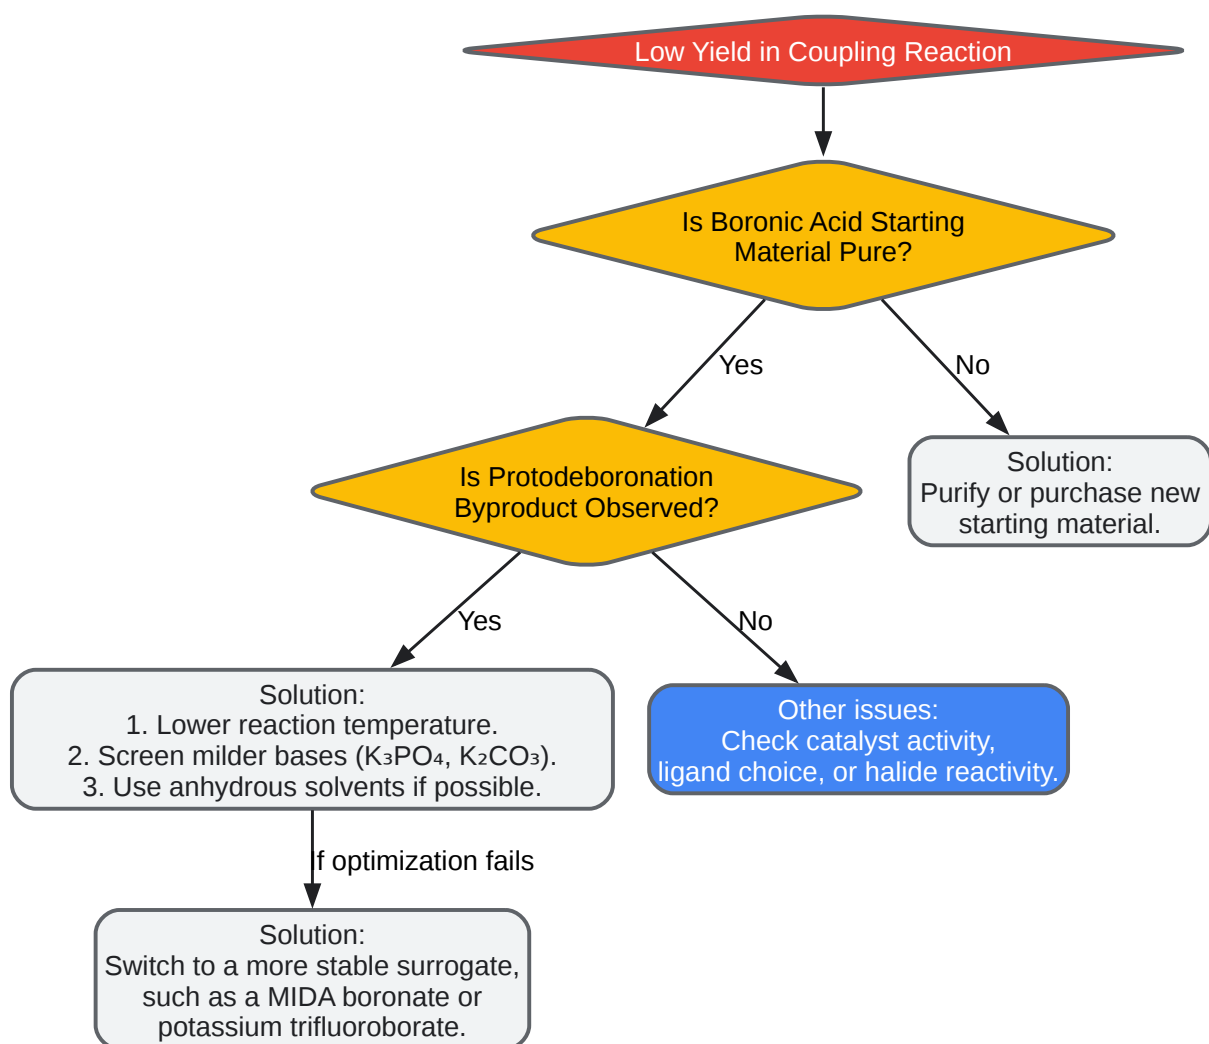 Low Yield in Coupling Reaction
Is Boronic Acid Starting
Material Pure?
Yes
No
Is Protodeboronation
Byproduct Observed?
Solution:
Purify or purchase new
starting material.
Yes
No
Solution:
1. Lower reaction temperature.
2. Screen milder bases (K₃PO₄, K₂CO₃).
3. Use anhydrous solvents if possible.
Other issues:
Check catalyst activity,
ligand choice, or halide reactivity.
If optimization fails
Solution:
Switch to a more stable surrogate,
such as a MIDA boronate or
potassium trifluoroborate.